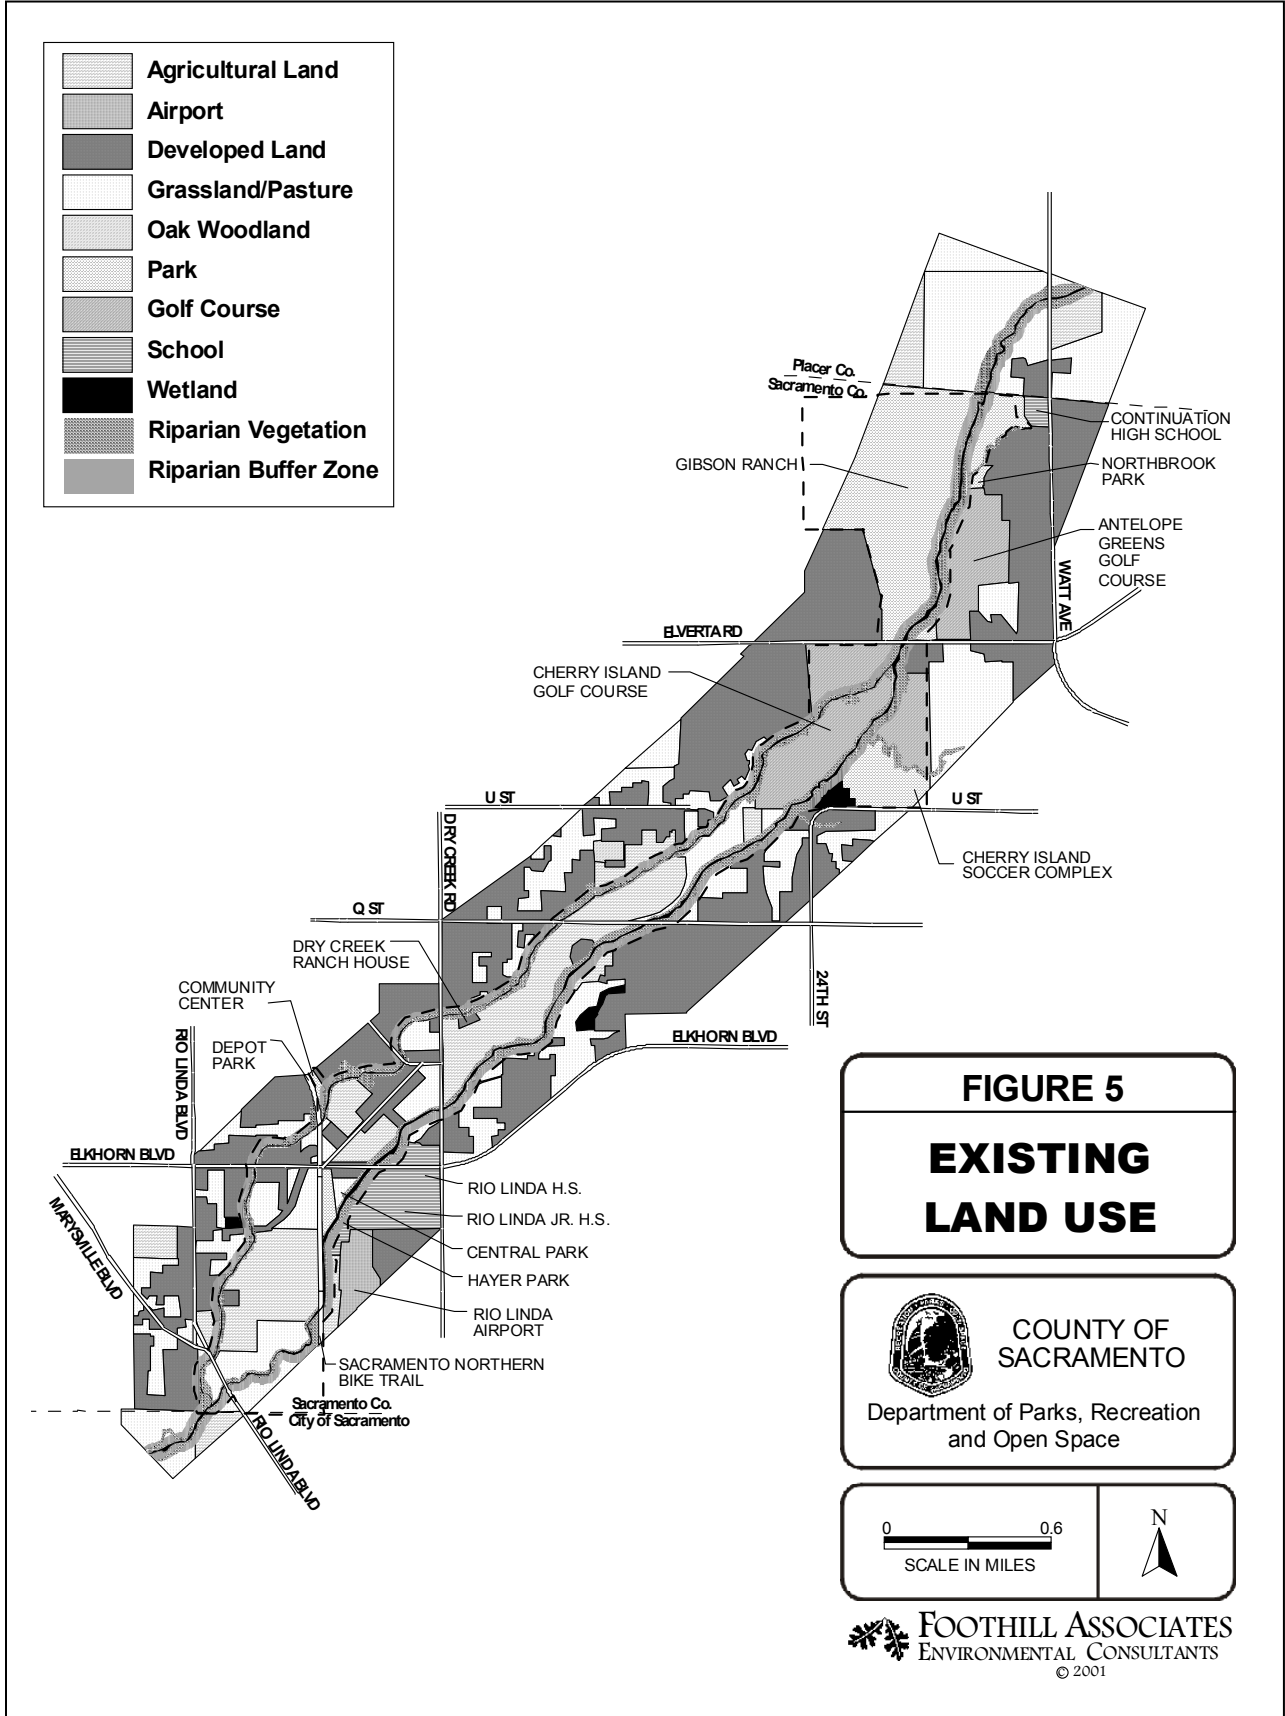 Agricultural Land
Airport
Developed Land
Grassland/Pasture
Oak Woodland
Park
Golf Course
School
Wetland
Riparian Vegetation
Riparian Buffer Zone
Placer Co.
Sacramento Co.
CONTINUATION
HIGH SCHOOL
GIBSON RANCH
NORTHBROOK
PARK
ANTELOPE
GREENS
GOLF
COURSE
WATT AVE
ELVERTA RD
CHERRY ISLAND
GOLF COURSE
U ST
U ST
DRY CREEK RD
CHERRY ISLAND
SOCCER COMPLEX
Q ST
DRY CREEK
RANCH HOUSE
24TH ST
COMMUNITY
CENTER
RIO LINDA BLVD
DEPOT
PARK
ELKHORN BLVD
ELKHORN BLVD
MARYSVILLE BLVD
RIO LINDA H.S.
RIO LINDA JR. H.S.
CENTRAL PARK
HAYER PARK
RIO LINDA
AIRPORT
SACRAMENTO NORTHERN
BIKE TRAIL
Sacramento Co.
City of Sacramento
RIO LINDA BLVD
FIGURE 5
EXISTING
LAND USE
COUNTY OF
SACRAMENTO
Department of Parks, Recreation
and Open Space
0 0.6
SCALE IN MILES
N
FOOTHILL ASSOCIATES
ENVIRONMENTAL CONSULTANTS
© 2001